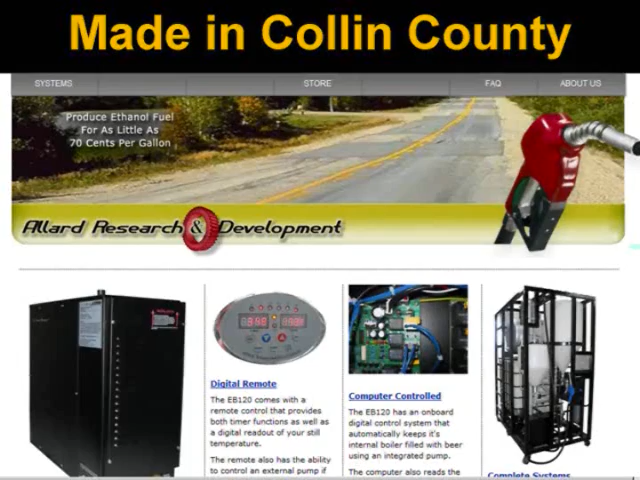 Made in Collin County
SYSTEMS
STORE
FAQ
ABOUT US
Produce Ethanol Fuel
For As Little As
70 Cents Per Gallon
Allard Research & Development
Digital Remote
The EB120 comes with a
remote control that provides
both timer functions as well as
a digital readout of your still
temperature.
The remote also has the ability
to control an external pump if
Computer Controlled
The EB120 has an onboard
digital control system that
automatically keeps it's
internal boiler filled with beer
using an integrated pump.
The computer also reads the
Complete Systems